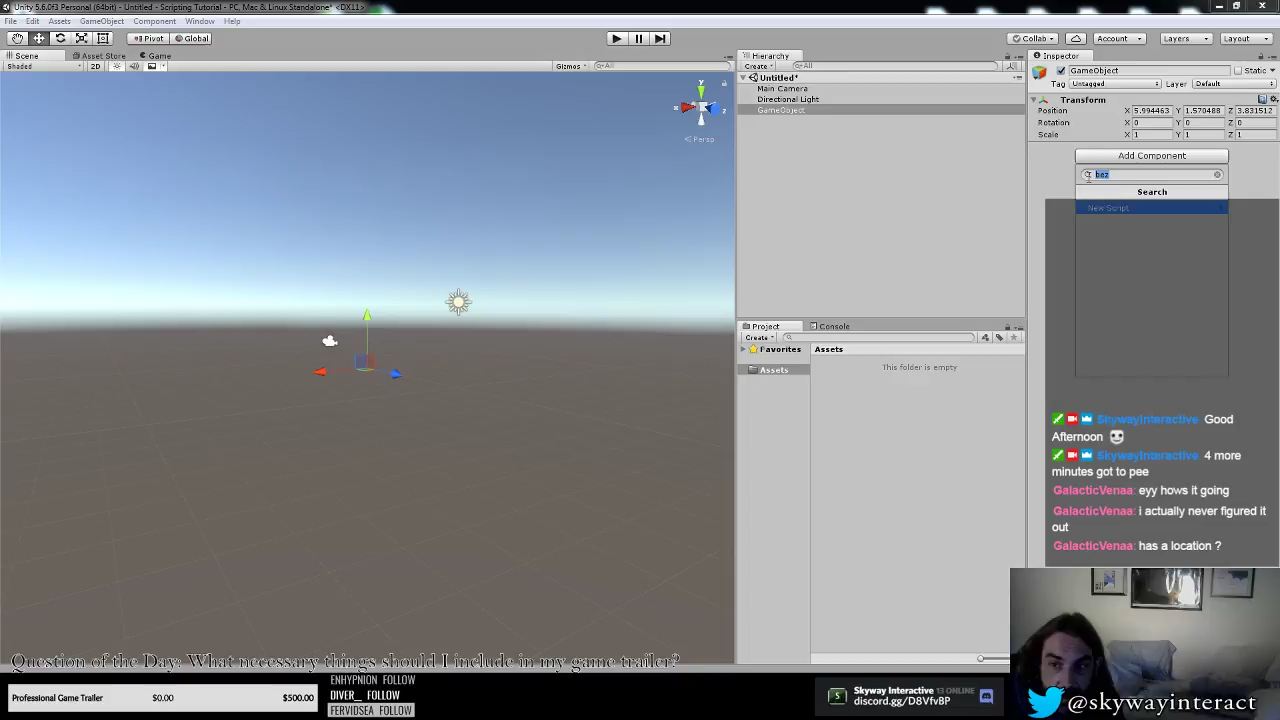 Unity 5.6.0f3 Personal (64bit) - Untitled - Scripting Tutorial - PC, Mac & Linux Standalone* <DX11>
File Edit Assets GameObject Component Window Help
Pivot Global
Collab Account Layers Layout
Scene Asset Store Game
Shaded 2D Gizmos All
y x z
Persp
Hierarchy
Create All
Untitled*
Main Camera
Directional Light
GameObject
Project Console
Create
Favorites
Assets
Assets
This folder is empty
Inspector
GameObject Static
Tag Untagged Layer Default
Transform
Position X 5.994463 Y 1.570488 Z 3.831512
Rotation X 0 Y 0 Z 0
Scale X 1 Y 1 Z 1
Add Component
bez
Search
New Script
SkywayInteractive Good
Afternoon
SkywayInteractive 4 more
minutes got to pee
GalacticVenaa: eyy hows it going
GalacticVenaa: i actually never figured it
out
GalacticVenaa: has a location ?
Question of the Day: What necessary things should I include in my game trailer?
Professional Game Trailer $0.00 $500.00
ENHYPNION FOLLOW
DIVER_ FOLLOW
FERVIDSEA FOLLOW
Skyway Interactive 13 ONLINE
discord.gg/D8VfvBP
@skywayinteract